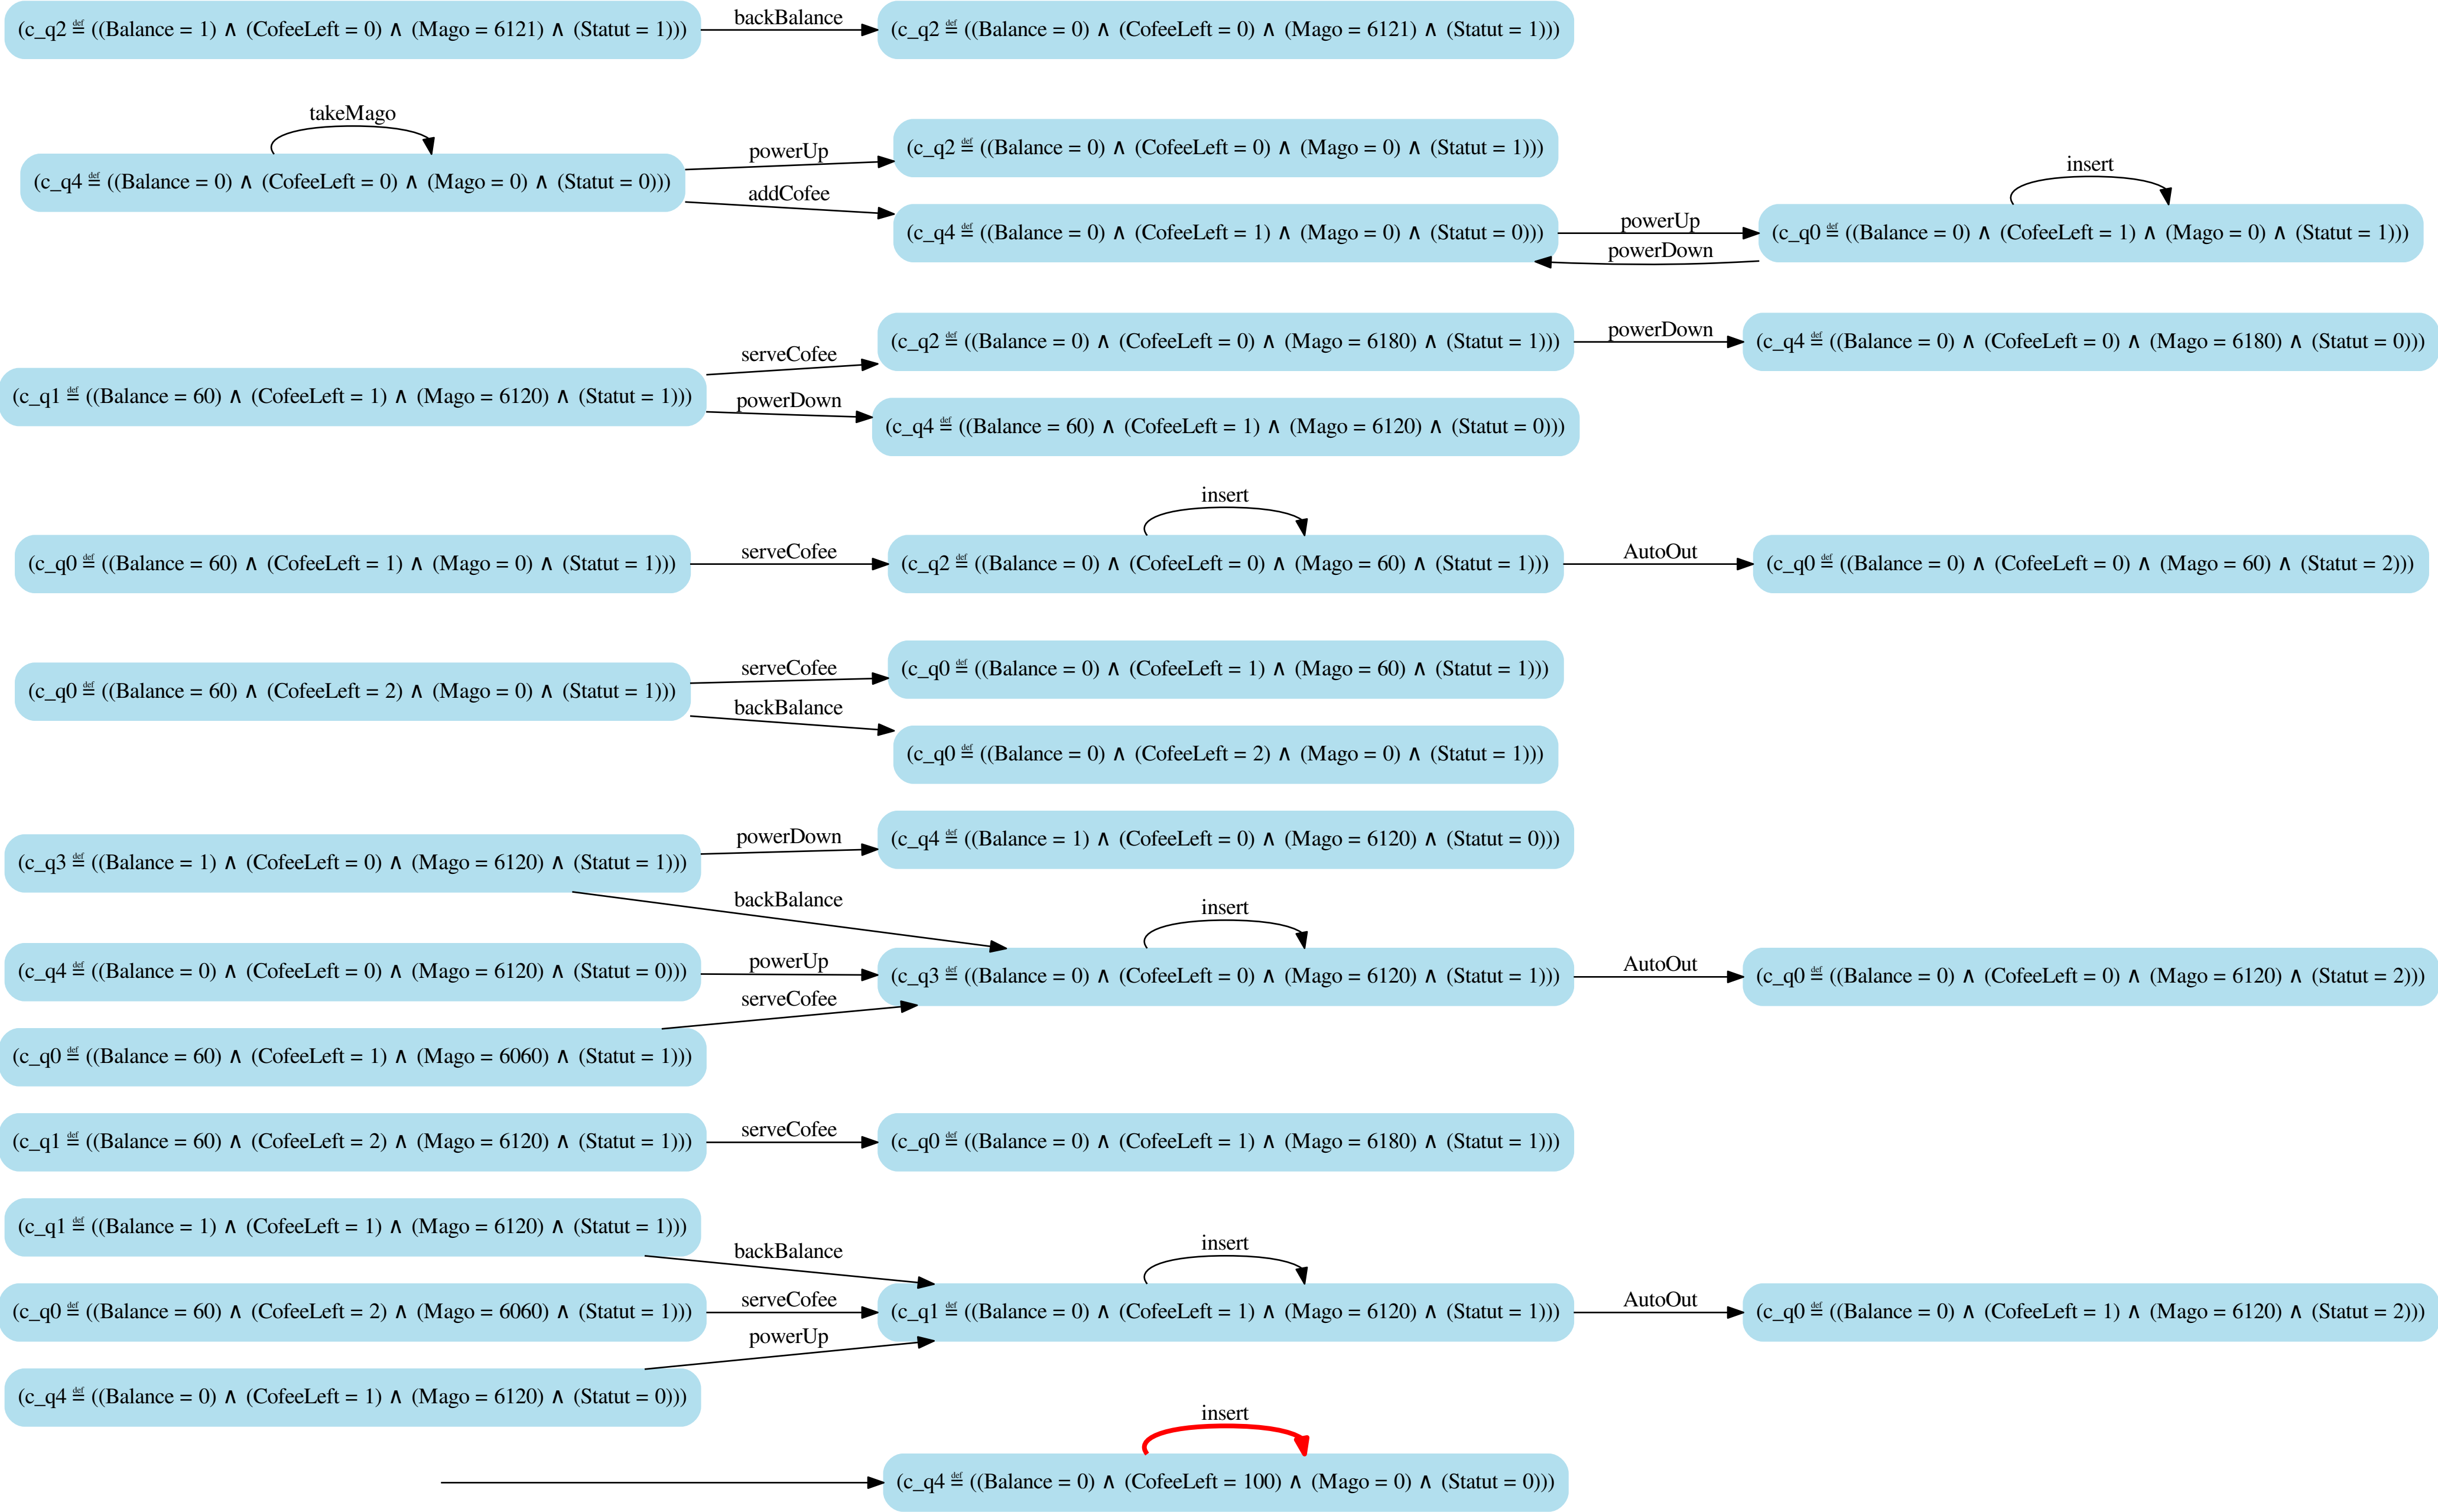 (c_q2 ≝ ((Balance = 1) ∧ (CofeeLeft = 0) ∧ (Mago = 6121) ∧ (Statut = 1)))
backBalance
(c_q2 ≝ ((Balance = 0) ∧ (CofeeLeft = 0) ∧ (Mago = 6121) ∧ (Statut = 1)))
takeMago
(c_q4 ≝ ((Balance = 0) ∧ (CofeeLeft = 0) ∧ (Mago = 0) ∧ (Statut = 0)))
powerUp
(c_q2 ≝ ((Balance = 0) ∧ (CofeeLeft = 0) ∧ (Mago = 0) ∧ (Statut = 1)))
addCofee
(c_q4 ≝ ((Balance = 0) ∧ (CofeeLeft = 1) ∧ (Mago = 0) ∧ (Statut = 0)))
powerUp
powerDown
insert
(c_q0 ≝ ((Balance = 0) ∧ (CofeeLeft = 1) ∧ (Mago = 0) ∧ (Statut = 1)))
(c_q1 ≝ ((Balance = 60) ∧ (CofeeLeft = 1) ∧ (Mago = 6120) ∧ (Statut = 1)))
serveCofee
(c_q2 ≝ ((Balance = 0) ∧ (CofeeLeft = 0) ∧ (Mago = 6180) ∧ (Statut = 1)))
powerDown
(c_q4 ≝ ((Balance = 0) ∧ (CofeeLeft = 0) ∧ (Mago = 6180) ∧ (Statut = 0)))
powerDown
(c_q4 ≝ ((Balance = 60) ∧ (CofeeLeft = 1) ∧ (Mago = 6120) ∧ (Statut = 0)))
(c_q0 ≝ ((Balance = 60) ∧ (CofeeLeft = 1) ∧ (Mago = 0) ∧ (Statut = 1)))
serveCofee
insert
(c_q2 ≝ ((Balance = 0) ∧ (CofeeLeft = 0) ∧ (Mago = 60) ∧ (Statut = 1)))
AutoOut
(c_q0 ≝ ((Balance = 0) ∧ (CofeeLeft = 0) ∧ (Mago = 60) ∧ (Statut = 2)))
(c_q0 ≝ ((Balance = 60) ∧ (CofeeLeft = 2) ∧ (Mago = 0) ∧ (Statut = 1)))
serveCofee
(c_q0 ≝ ((Balance = 0) ∧ (CofeeLeft = 1) ∧ (Mago = 60) ∧ (Statut = 1)))
backBalance
(c_q0 ≝ ((Balance = 0) ∧ (CofeeLeft = 2) ∧ (Mago = 0) ∧ (Statut = 1)))
(c_q3 ≝ ((Balance = 1) ∧ (CofeeLeft = 0) ∧ (Mago = 6120) ∧ (Statut = 1)))
powerDown
(c_q4 ≝ ((Balance = 1) ∧ (CofeeLeft = 0) ∧ (Mago = 6120) ∧ (Statut = 0)))
backBalance
insert
(c_q4 ≝ ((Balance = 0) ∧ (CofeeLeft = 0) ∧ (Mago = 6120) ∧ (Statut = 0)))
powerUp
(c_q3 ≝ ((Balance = 0) ∧ (CofeeLeft = 0) ∧ (Mago = 6120) ∧ (Statut = 1)))
AutoOut
(c_q0 ≝ ((Balance = 0) ∧ (CofeeLeft = 0) ∧ (Mago = 6120) ∧ (Statut = 2)))
serveCofee
(c_q0 ≝ ((Balance = 60) ∧ (CofeeLeft = 1) ∧ (Mago = 6060) ∧ (Statut = 1)))
(c_q1 ≝ ((Balance = 60) ∧ (CofeeLeft = 2) ∧ (Mago = 6120) ∧ (Statut = 1)))
serveCofee
(c_q0 ≝ ((Balance = 0) ∧ (CofeeLeft = 1) ∧ (Mago = 6180) ∧ (Statut = 1)))
(c_q1 ≝ ((Balance = 1) ∧ (CofeeLeft = 1) ∧ (Mago = 6120) ∧ (Statut = 1)))
backBalance
insert
(c_q0 ≝ ((Balance = 60) ∧ (CofeeLeft = 2) ∧ (Mago = 6060) ∧ (Statut = 1)))
serveCofee
(c_q1 ≝ ((Balance = 0) ∧ (CofeeLeft = 1) ∧ (Mago = 6120) ∧ (Statut = 1)))
AutoOut
(c_q0 ≝ ((Balance = 0) ∧ (CofeeLeft = 1) ∧ (Mago = 6120) ∧ (Statut = 2)))
powerUp
(c_q4 ≝ ((Balance = 0) ∧ (CofeeLeft = 1) ∧ (Mago = 6120) ∧ (Statut = 0)))
insert
(c_q4 ≝ ((Balance = 0) ∧ (CofeeLeft = 100) ∧ (Mago = 0) ∧ (Statut = 0)))